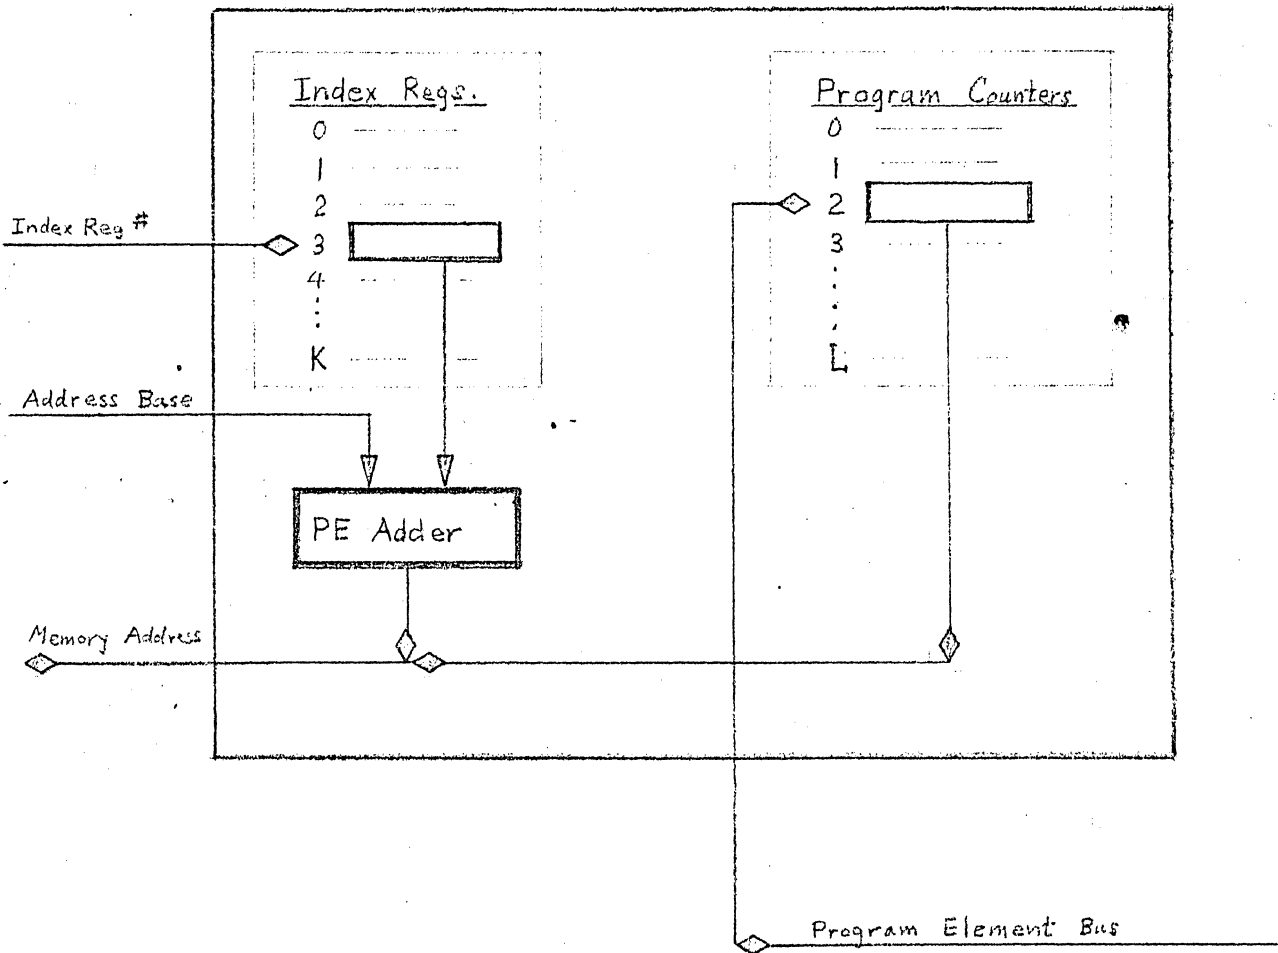 Index Regs.
0
1
2
3
4
K
Program Counters
0
1
2
3
L
Index Reg #
Address Base
PE Adder
Memory Address
Program Element Bus